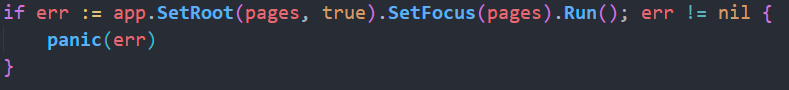 if err := app.SetRoot(pages, true).SetFocus(pages).Run(); err != nil {
    panic(err)
}